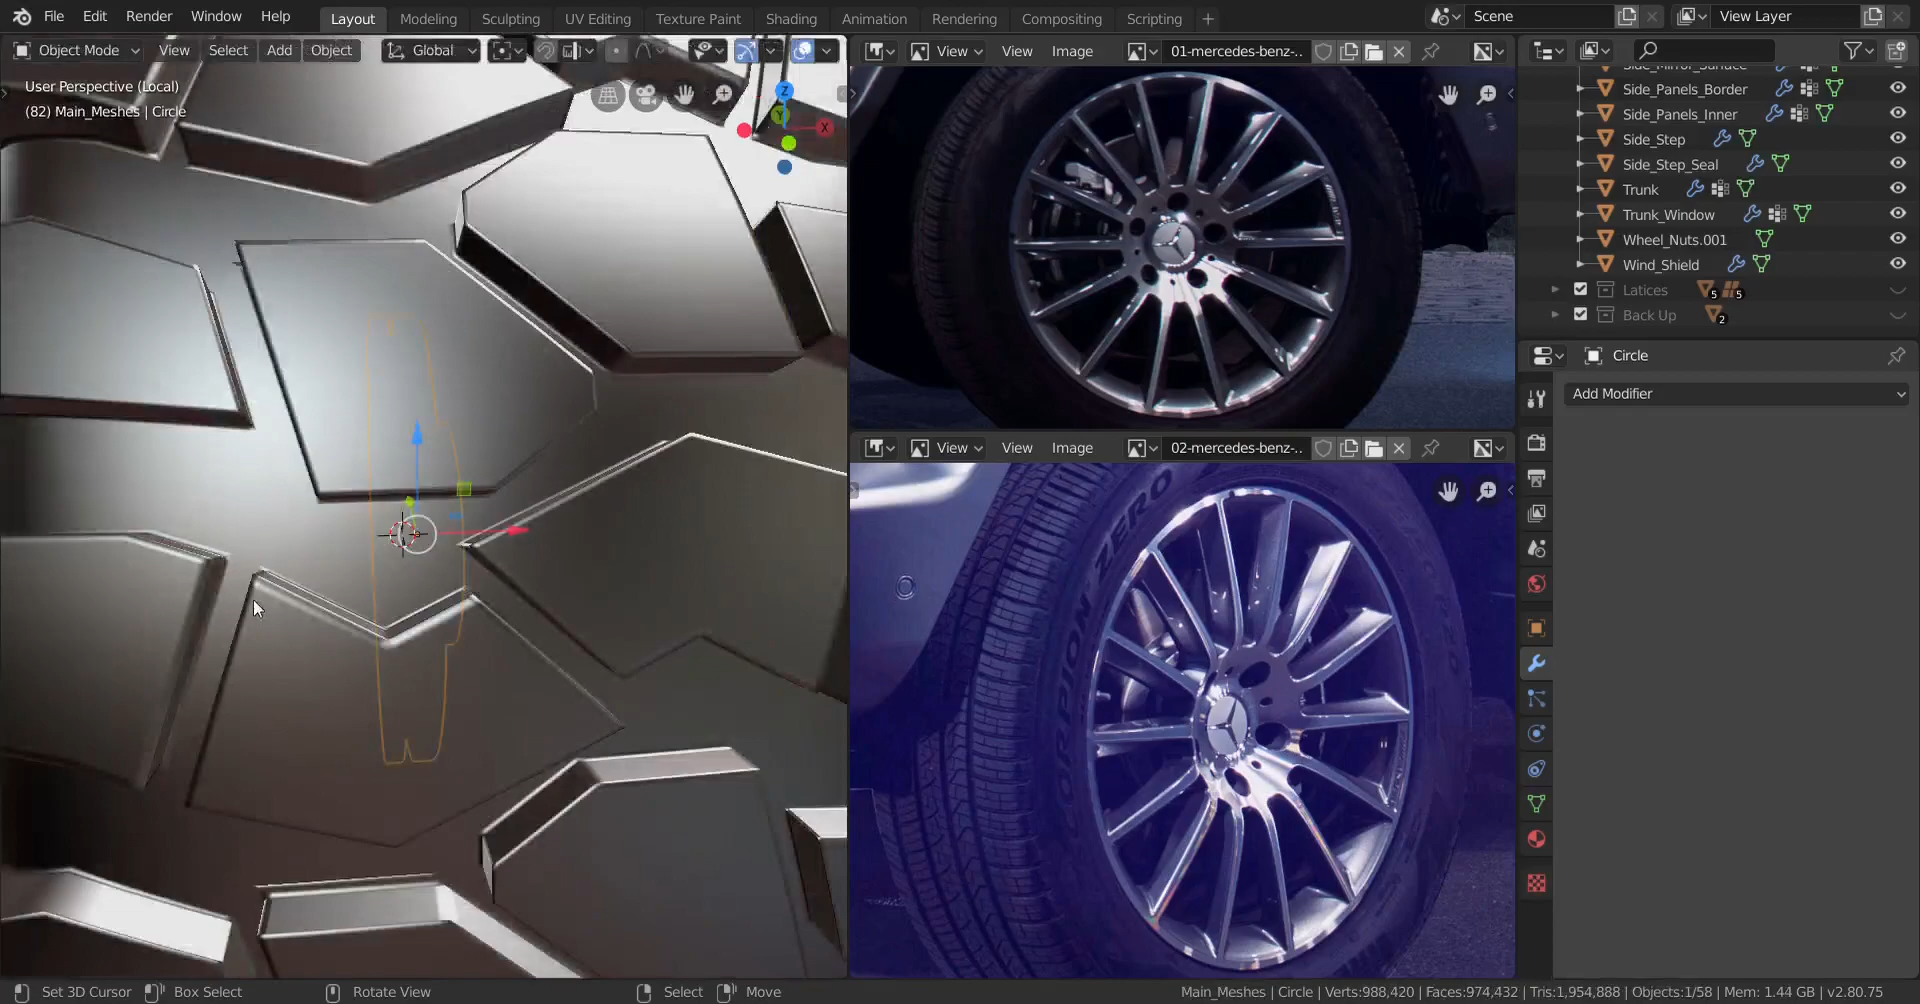 File Edit Render Window Help Layout Modeling Sculpting UV Editing Texture Paint Shading Animation Rendering Compositing Scripting + Scene View Layer
Object Mode View Select Add Object Global
View View Image 01-mercedes-benz-..
User Perspective (Local)
(82) Main_Meshes | Circle
Z
Y
X
Side_Panels_Border
Side_Panels_Inner
Side_Step
Side_Step_Seal
Trunk
Trunk_Window
Wheel_Nuts.001
Wind_Shield
Latices 5 5
Back Up 2
Circle
Add Modifier
View View Image 02-mercedes-benz-..
ZERO
Set 3D Cursor Box Select Rotate View Select Move
Main_Meshes | Circle | Verts:988,420 | Faces:974,432 | Tris:1,954,888 | Objects:1/58 | Mem: 1.44 GB | v2.80.75